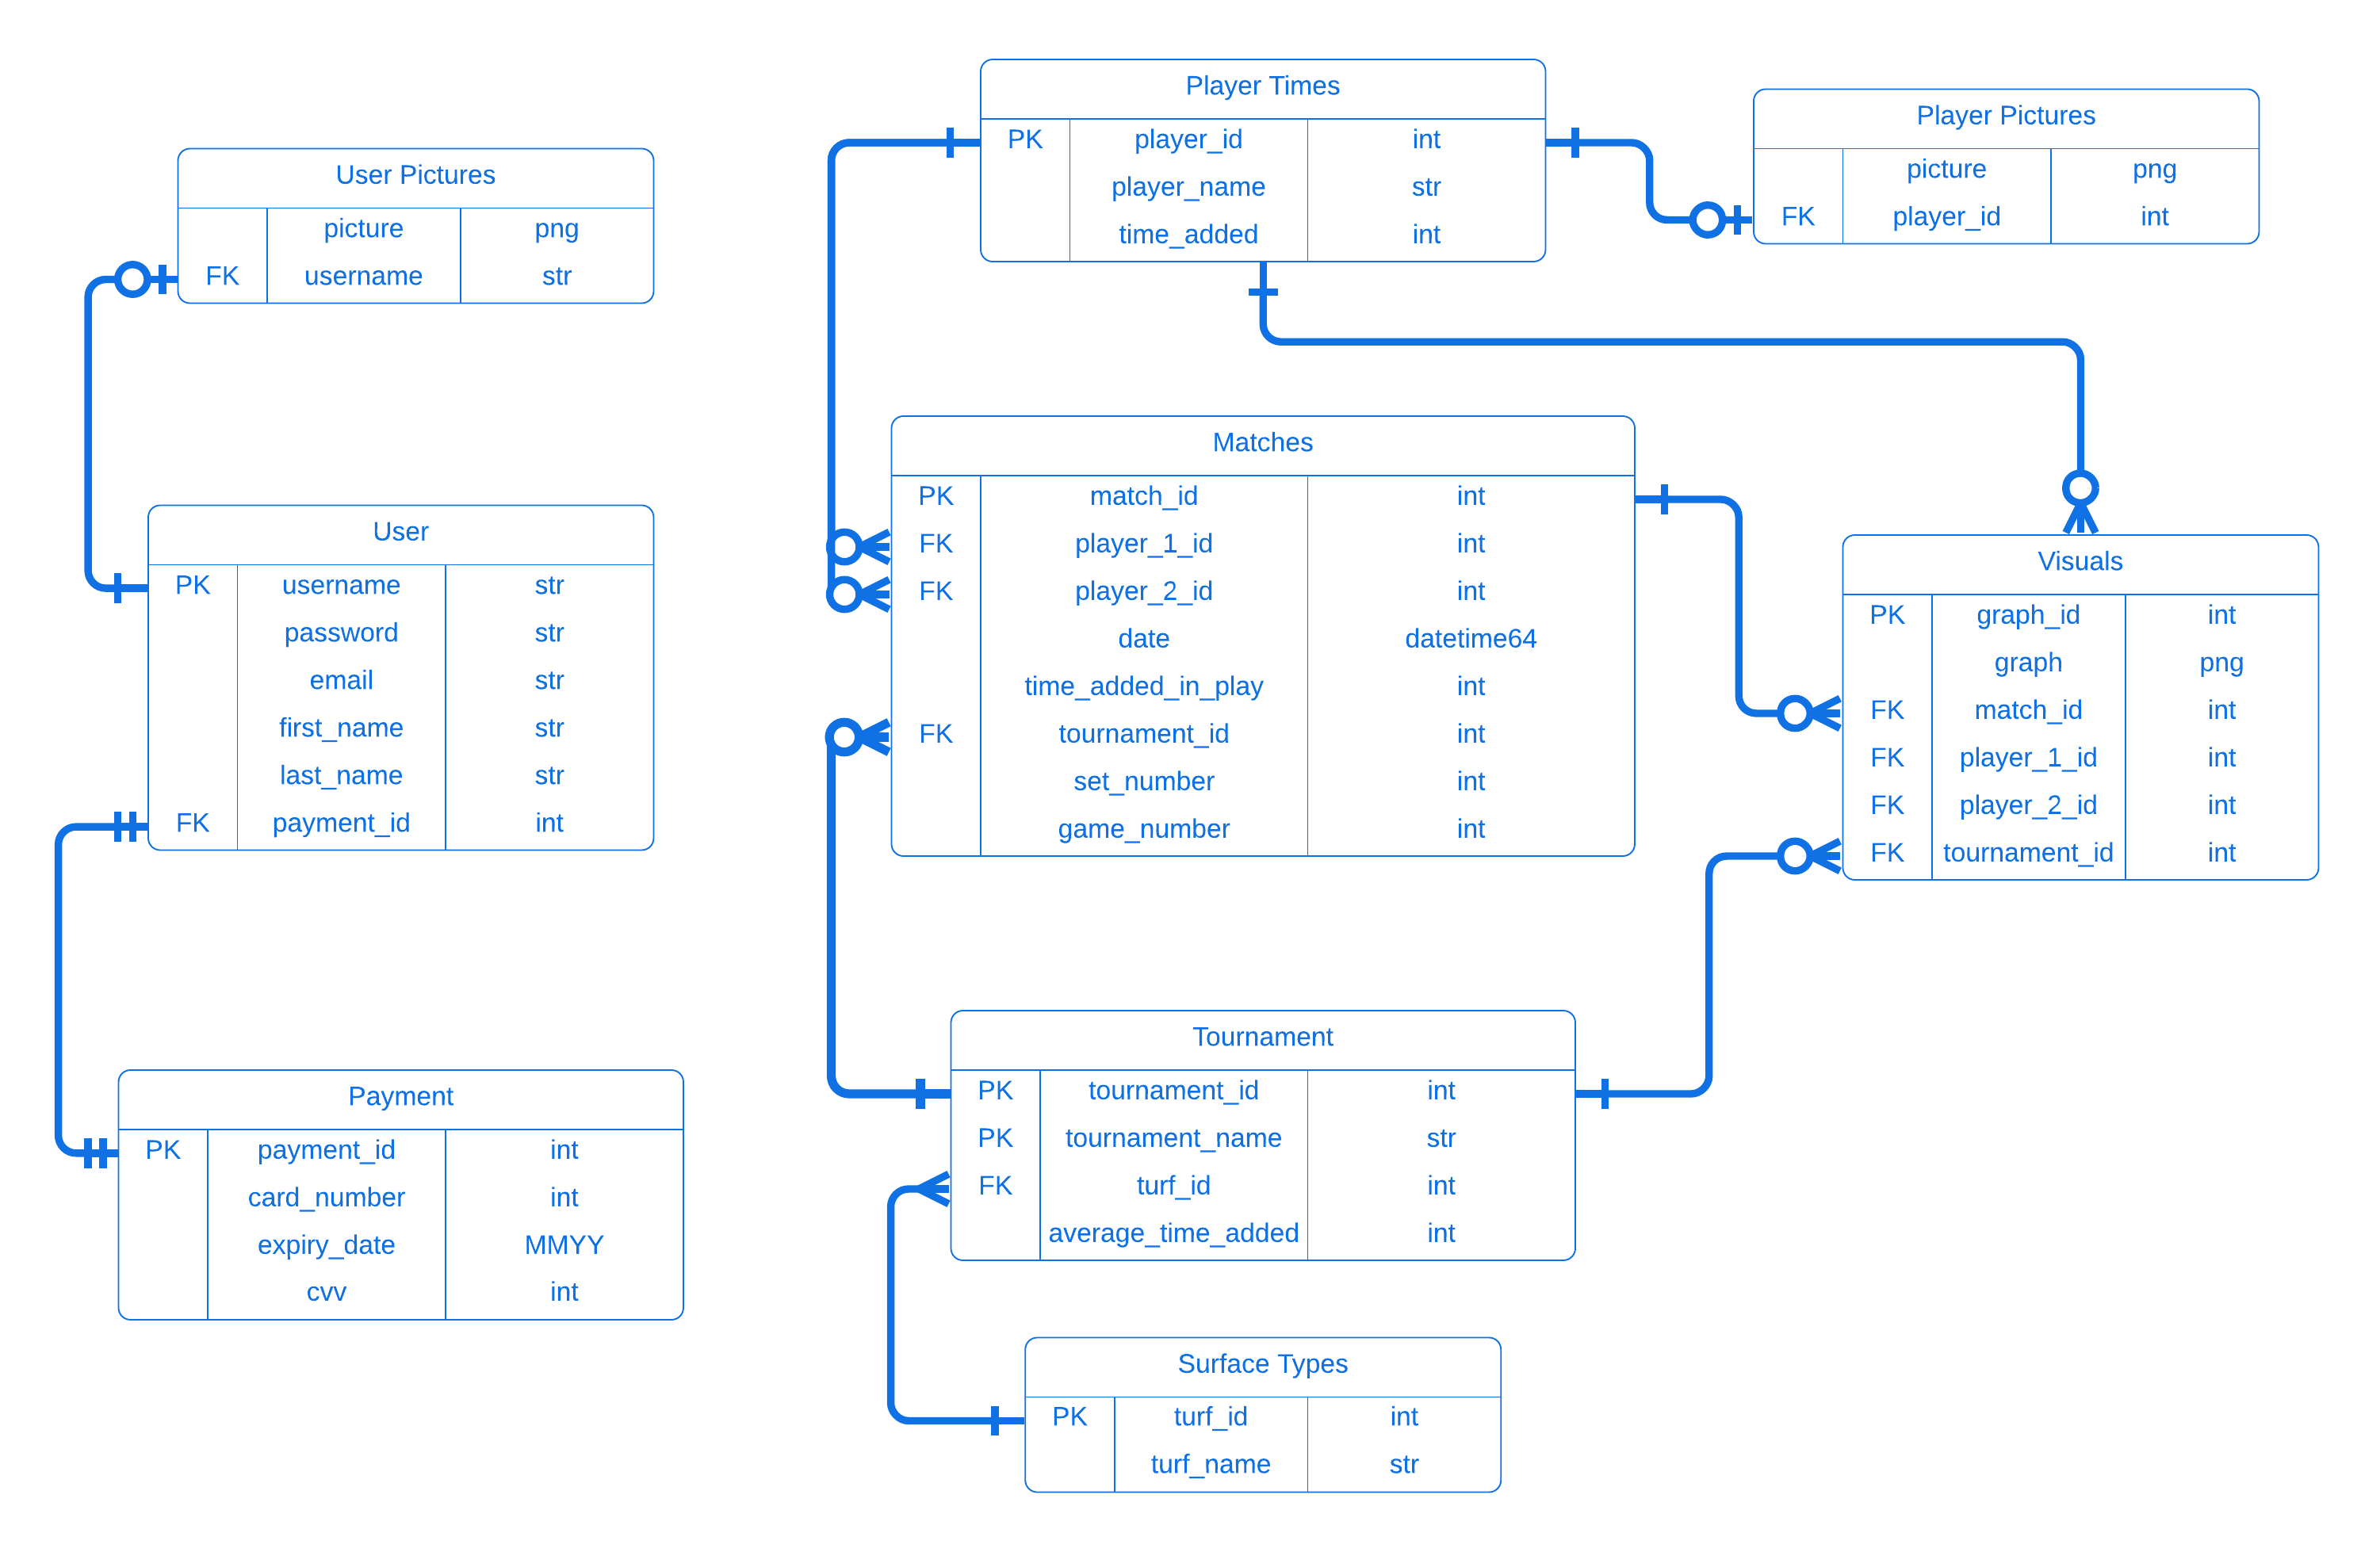 User Pictures
picture png
FK username str
User
PK username str
password str
email str
first_name str
last_name str
FK payment_id int
Payment
PK payment_id int
card_number int
expiry_date MMYY
cvv int
Player Times
PK player_id int
player_name str
time_added int
Matches
PK match_id int
FK player_1_id int
FK player_2_id int
date datetime64
time_added_in_play int
FK tournament_id int
set_number int
game_number int
Tournament
PK tournament_id int
PK tournament_name str
FK turf_id int
average_time_added int
Surface Types
PK turf_id int
turf_name str
Player Pictures
picture png
FK player_id int
Visuals
PK graph_id int
graph png
FK match_id int
FK player_1_id int
FK player_2_id int
FK tournament_id int